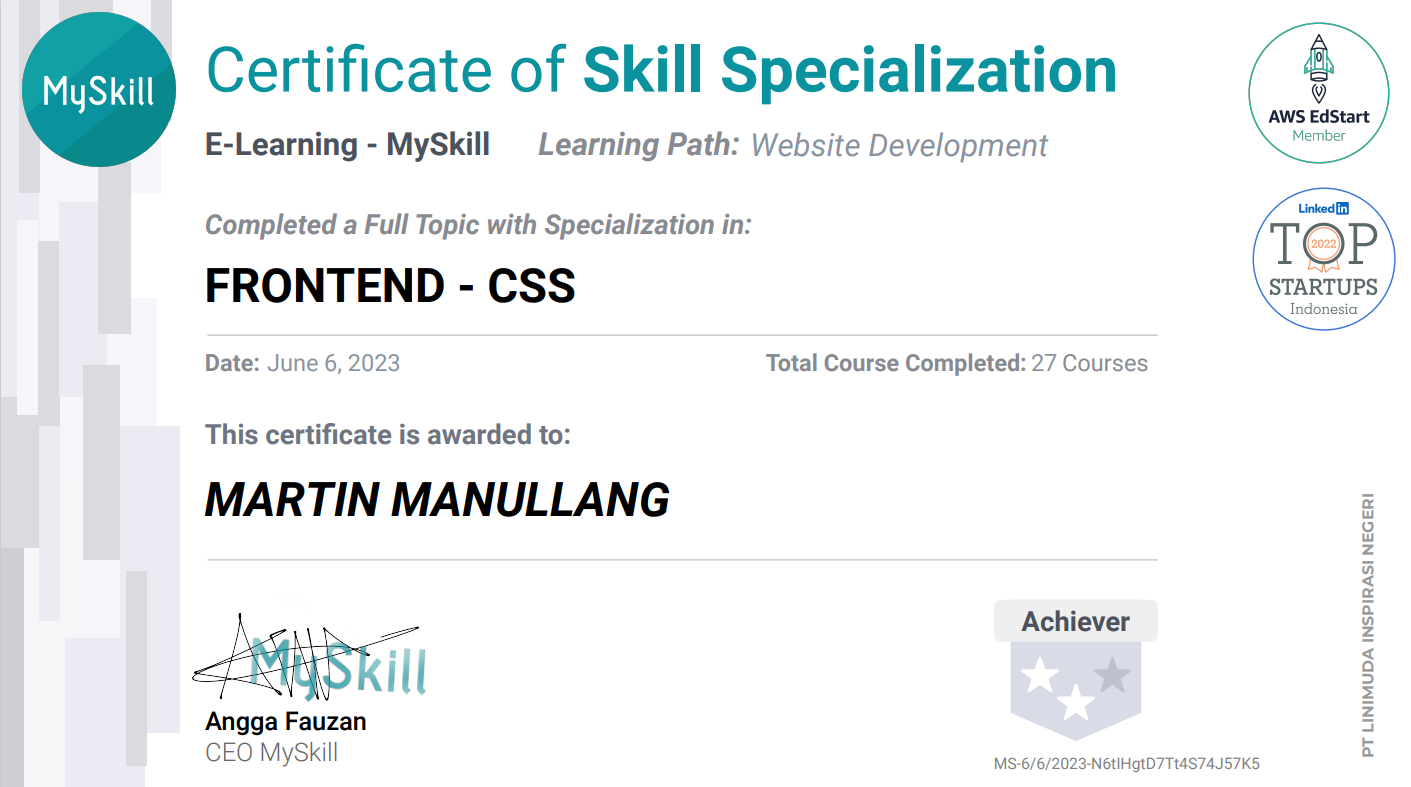 MySkill
Certificate of Skill Specialization
E-Learning - MySkill Learning Path: Website Development
Completed a Full Topic with Specialization in:
FRONTEND - CSS
Date: June 6, 2023 Total Course Completed: 27 Courses
This certificate is awarded to:
MARTIN MANULLANG
MySkill
Angga Fauzan
CEO MySkill
Achiever
MS-6/6/2023-N6tIHgtD7Tt4S74J57K5
AWS EdStart
Member
Linked in
TOP
2022
STARTUPS
Indonesia
PT LINIMUDA INSPIRASI NEGERI